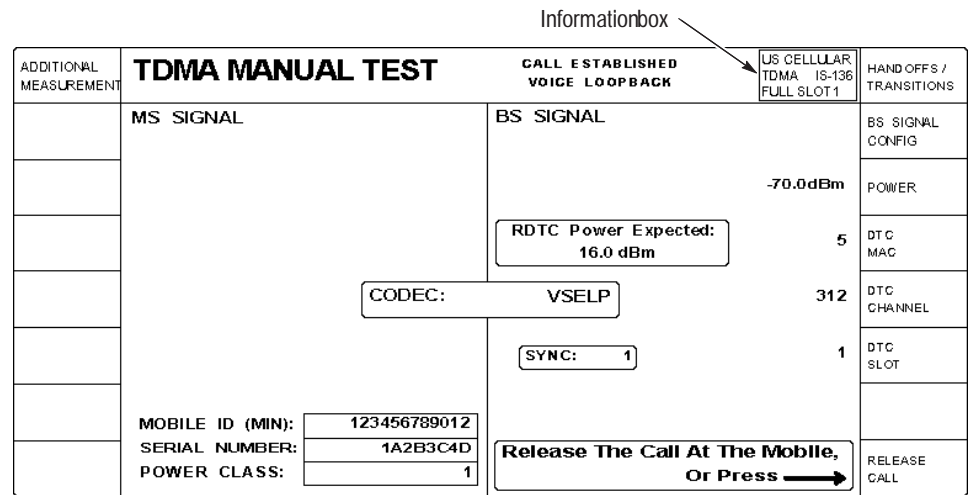 Informationbox
ADDITIONAL
MEASUREMENT
TDMA MANUAL TEST
CALL ESTABLISHED
VOICE LOOPBACK
US CELLULAR
TDMA IS-136
FULL SLOT 1
HANDOFFS /
TRANSITIONS
MS SIGNAL
BS SIGNAL
BS SIGNAL
CONFIG
-70.0dBm
POWER
RDTC Power Expected:
16.0 dBm
5
DTC
MAC
CODEC: VSELP
312
DTC
CHANNEL
SYNC: 1
1
DTC
SLOT
MOBILE ID (MIN): 123456789012
SERIAL NUMBER: 1A2B3C4D
POWER CLASS: 1
Release The Call At The Mobile,
Or Press
RELEASE
CALL